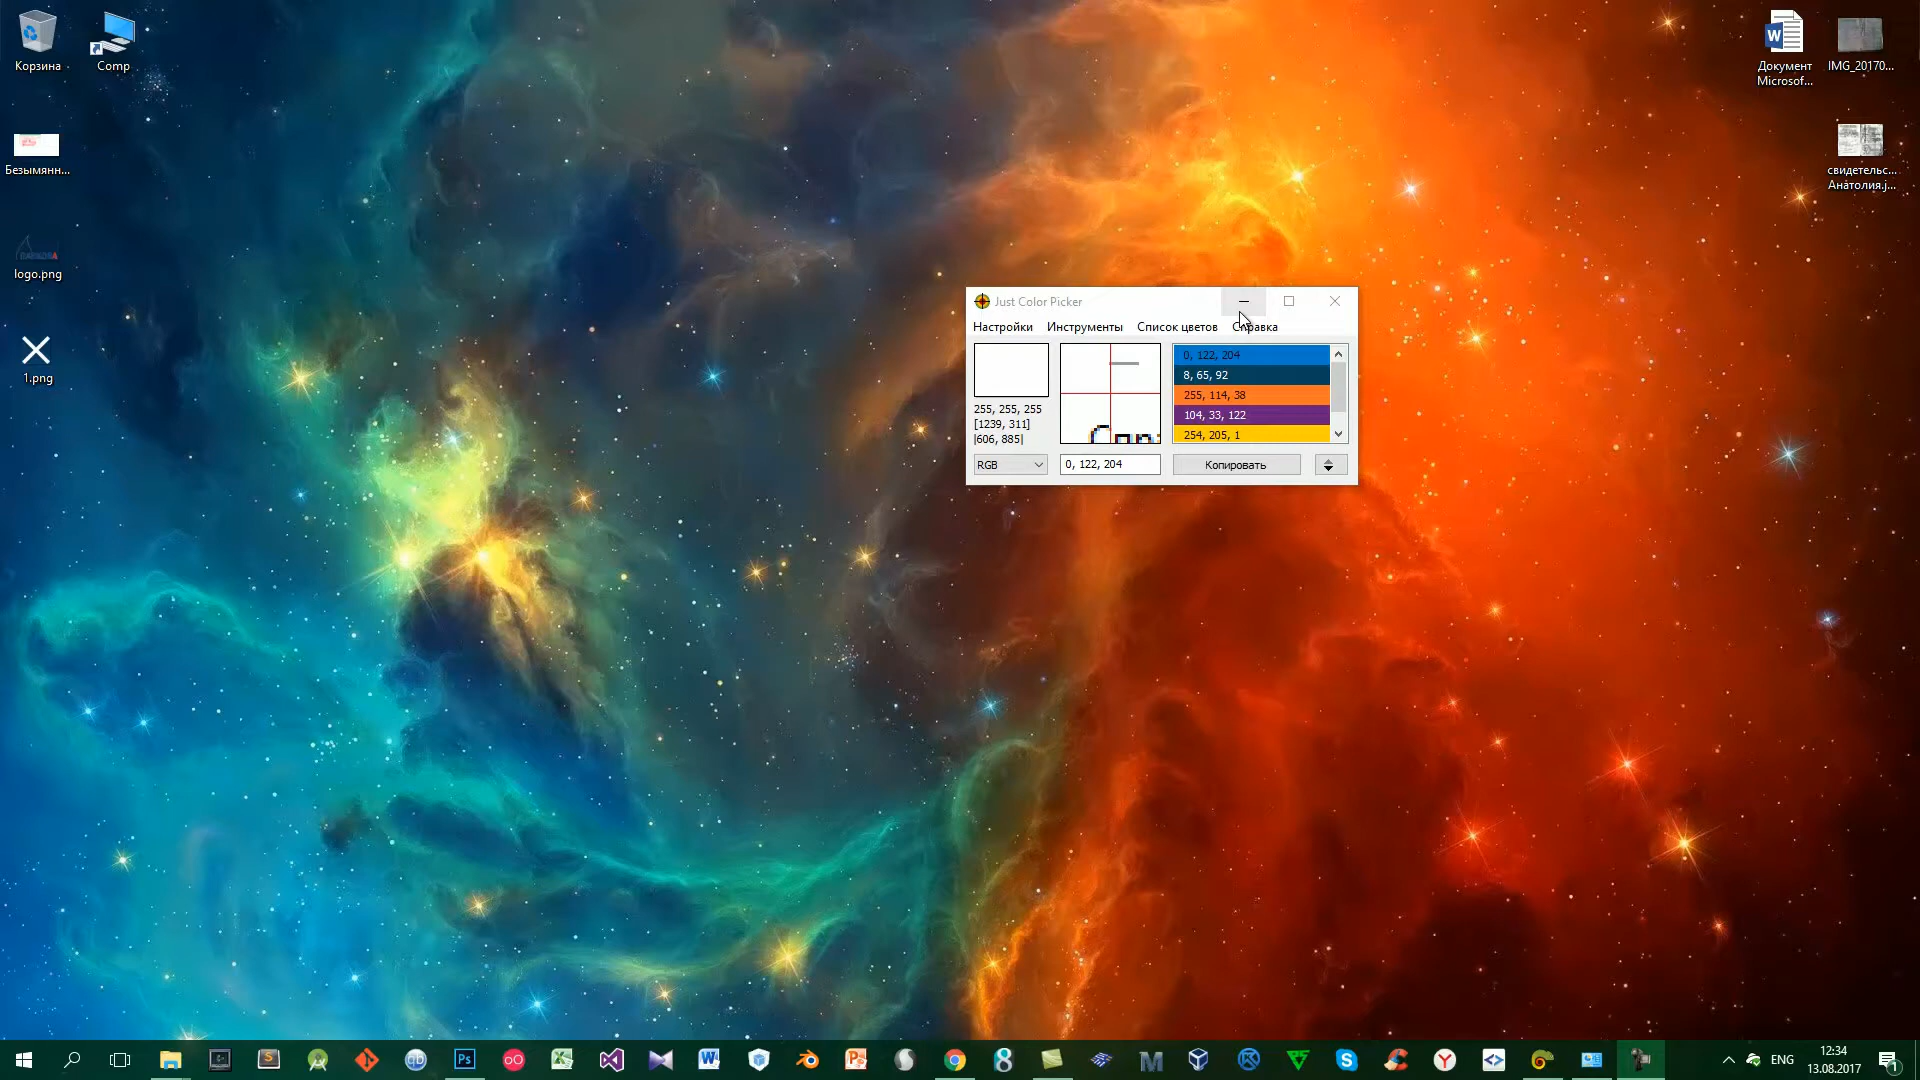 Корзина
Comp
Безымянн...
logo.png
1.png
Документ
Microsof...
IMG_20170...
свидетельс...
Анатолия.j...
Just Color Picker
Настройки Инструменты Список цветов Справка
255, 255, 255
[1239, 311]
|606, 885|
0, 122, 204
8, 65, 92
255, 114, 38
104, 33, 122
254, 205, 1
RGB
0, 122, 204
Копировать
ENG
12:34
13.08.2017
1